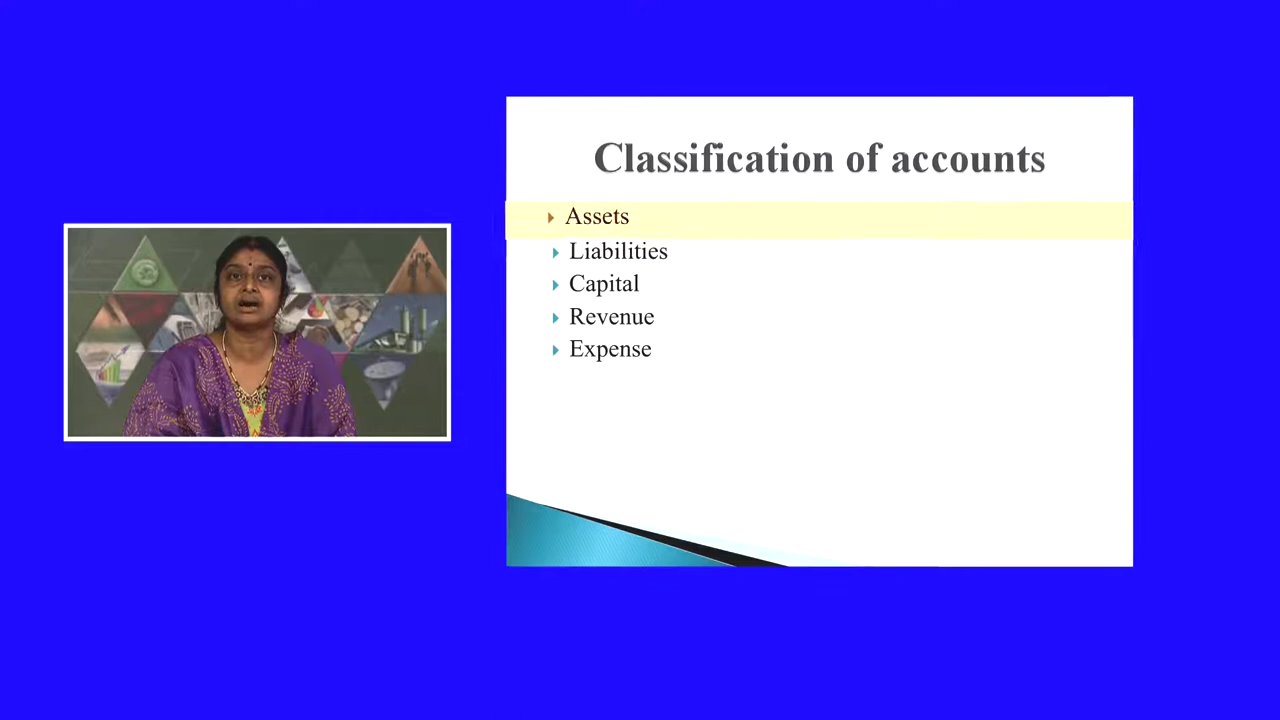 Classification of accounts
Assets
Liabilities
Capital
Revenue
Expense